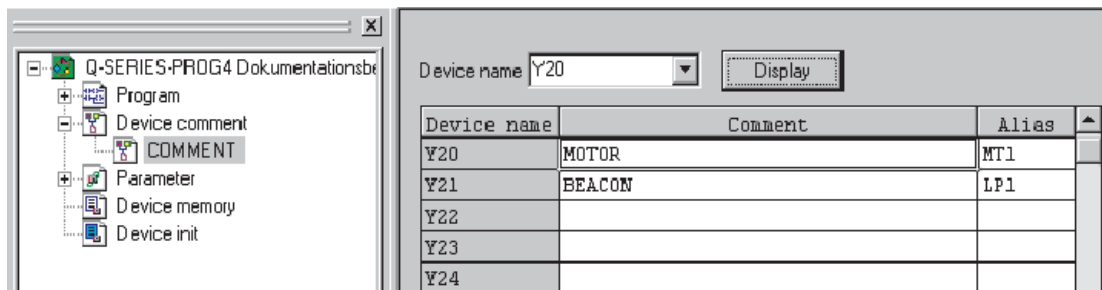 Q-SERIES-PROG4 Dokumentationsbe
Program
Device comment
COMMENT
Parameter
Device memory
Device init
Device name Y20 Display
Device name Comment Alias
Y20 MOTOR MT1
Y21 BEACON LP1
Y22
Y23
Y24